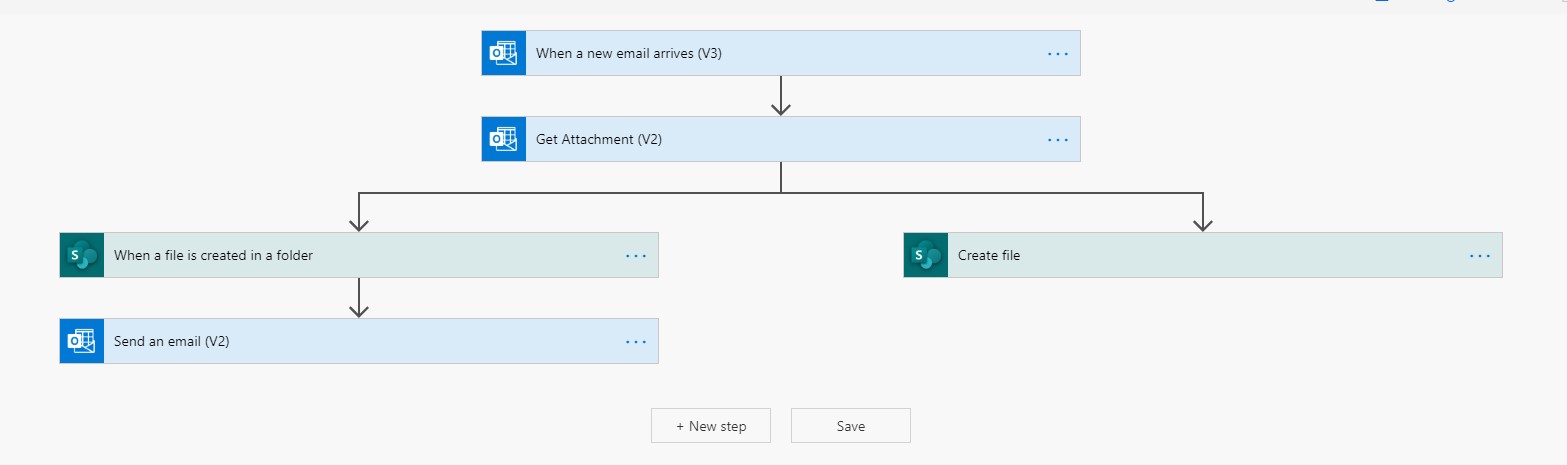 When a new email arrives (V3)
Get Attachment (V2)
When a file is created in a folder
Create file
Send an email (V2)
+ New step
Save